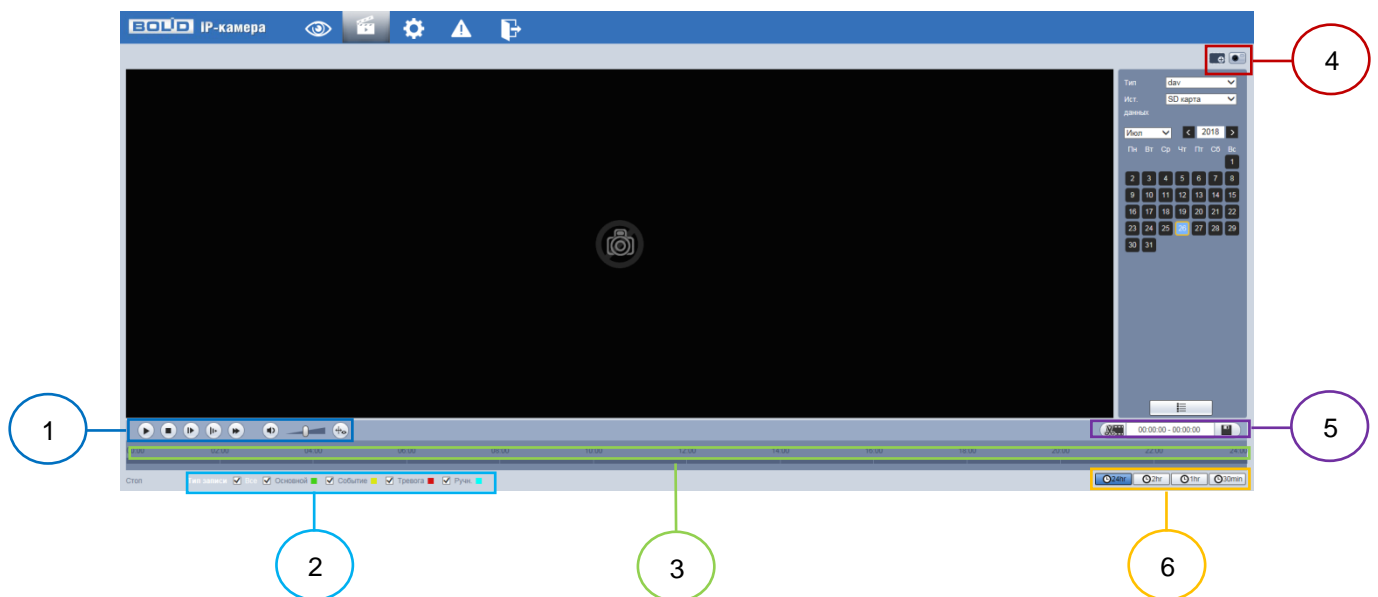 BOLID IP-камера
4
Тип dav
Ист. данных SD карта
Июл < 2018 >
Пн Вт Ср Чт Пт Сб Вс
1
2 3 4 5 6 7 8
9 10 11 12 13 14 15
16 17 18 19 20 21 22
23 24 25 26 27 28 29
30 31
1
00:00:00 - 00:00:00
5
0:00 02:00 04:00 06:00 08:00 10:00 12:00 14:00 16:00 18:00 20:00 22:00 24:00
Стоп Тип записи Все Основной Событие Тревога Ручн. 24hr 2hr 1hr 30min
2
3
6